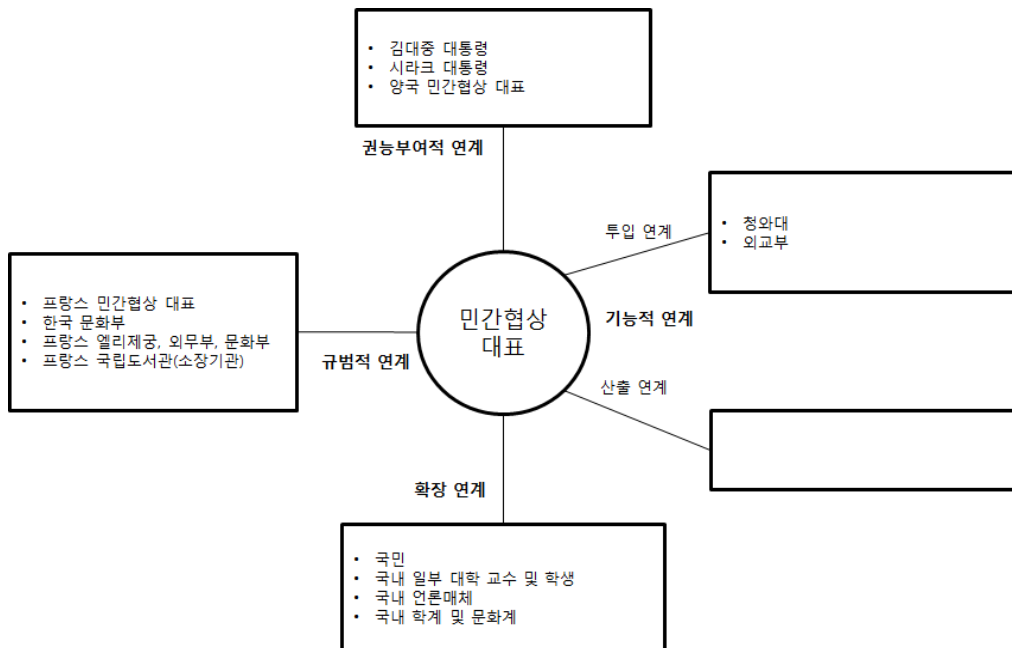 • 김대중 대통령
• 시라크 대통령
• 양국 민간협상 대표
권능부여적 연계
투입 연계
• 청와대
• 외교부
• 프랑스 민간협상 대표
• 한국 문화부
• 프랑스 엘리제궁, 외무부, 문화부
• 프랑스 국립도서관(소장기관)
규범적 연계
민간협상
대표
기능적 연계
산출 연계
확장 연계
• 국민
• 국내 일부 대학 교수 및 학생
• 국내 언론매체
• 국내 학계 및 문화계